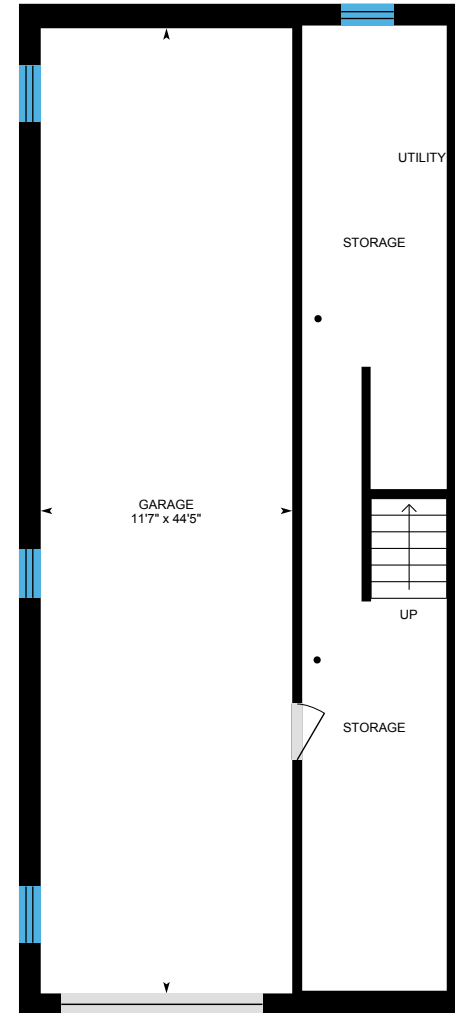 UTILITY
STORAGE
GARAGE
11'7" x 44'5"
UP
STORAGE